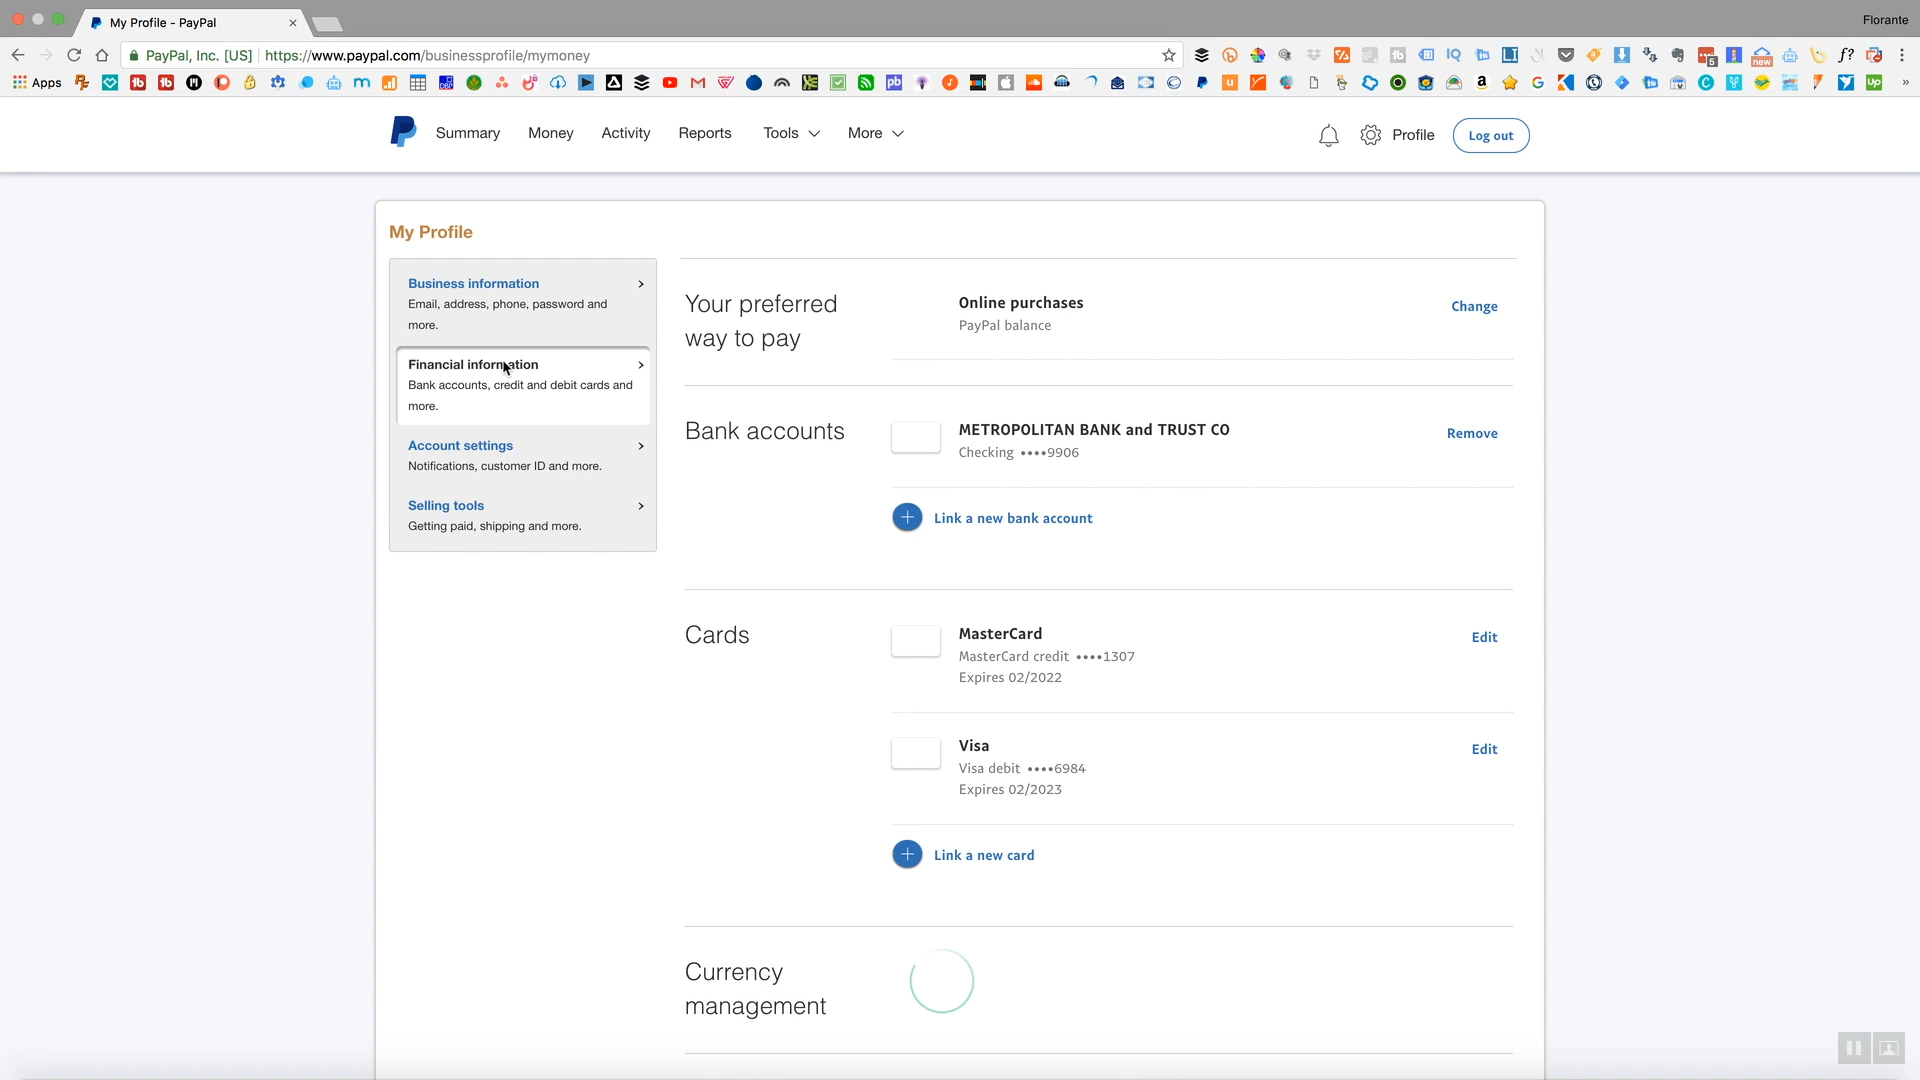 My Profile - PayPal
Florante
PayPal, Inc. [US]
https://www.paypal.com/businessprofile/mymoney
Apps
Summary
Money
Activity
Reports
Tools
More
Profile
Log out
My Profile
Business information
Email, address, phone, password and
more.
Financial information
Bank accounts, credit and debit cards and
more.
Account settings
Notifications, customer ID and more.
Selling tools
Getting paid, shipping and more.
Your preferred
way to pay
Online purchases
PayPal balance
Change
Bank accounts
METROPOLITAN BANK and TRUST CO
Checking ••••9906
Remove
Link a new bank account
Cards
MasterCard
MasterCard credit ••••1307
Expires 02/2022
Edit
Visa
Visa debit ••••6984
Expires 02/2023
Edit
Link a new card
Currency
management